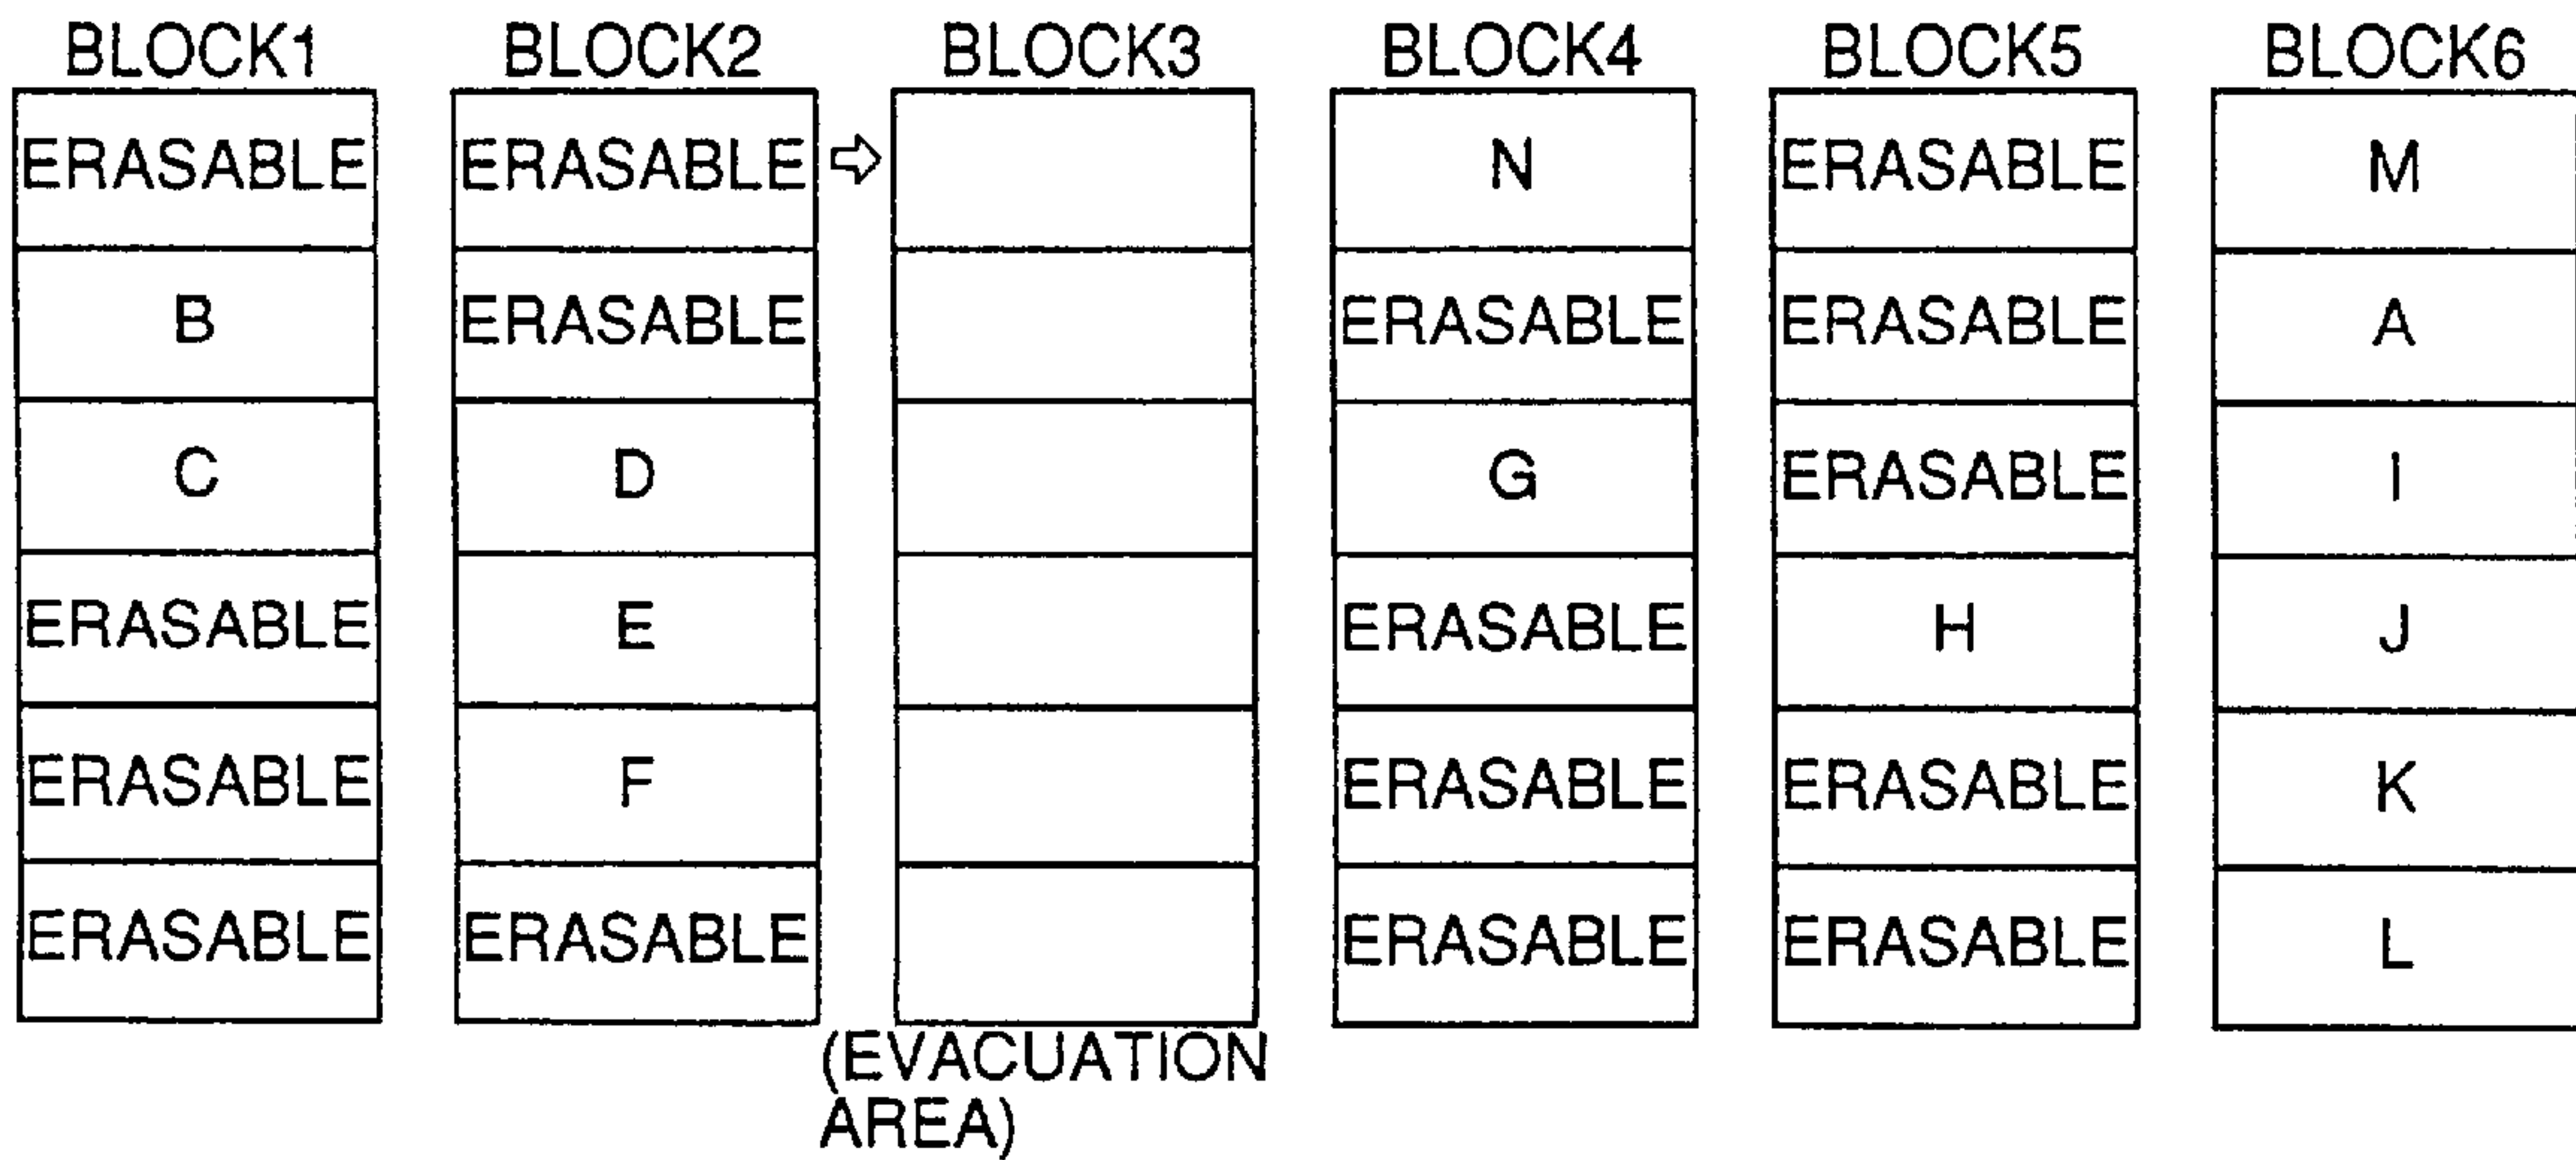 BLOCK1 BLOCK2 BLOCK3 BLOCK4 BLOCK5 BLOCK6
ERASABLE ERASABLE N ERASABLE M
B ERASABLE ERASABLE ERASABLE A
C D G ERASABLE I
ERASABLE E ERASABLE H J
ERASABLE F ERASABLE ERASABLE K
ERASABLE ERASABLE ERASABLE ERASABLE L
(EVACUATION
AREA)